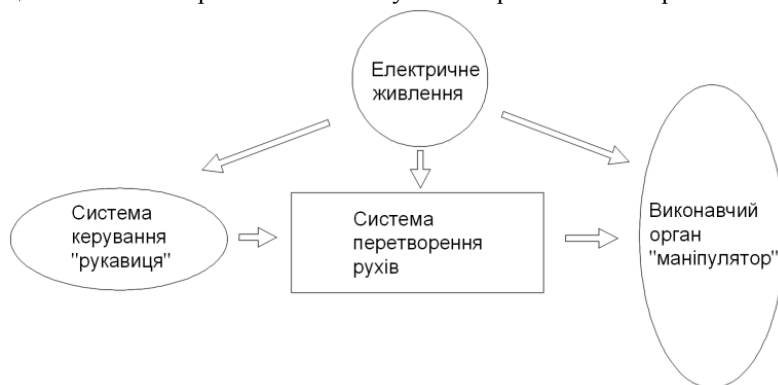 Електричне
живлення
Система
керування
"рукавиця"
Система
перетворення
рухів
Виконавчий
орган
"маніпулятор"